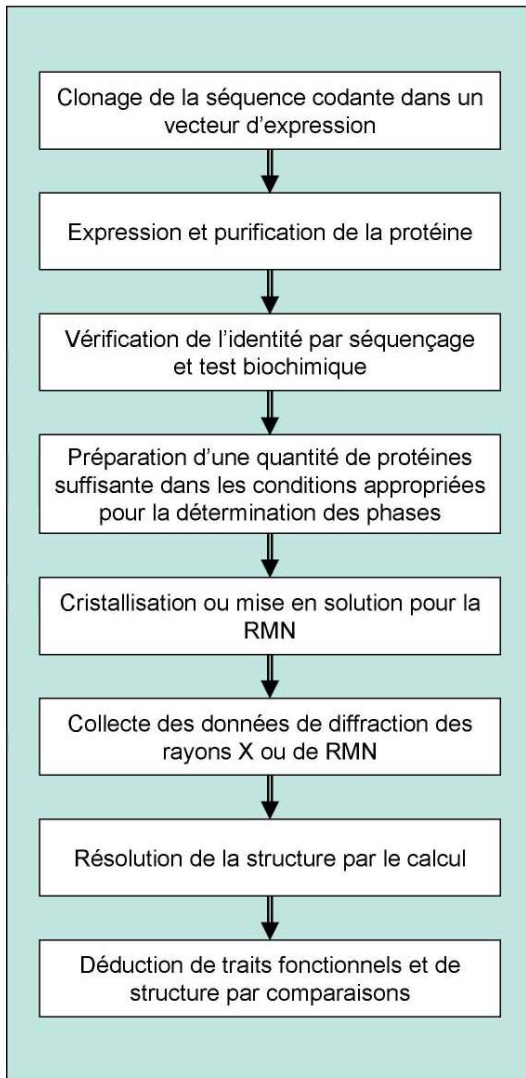 Clonage de la séquence codante dans un
vecteur d'expression
Expression et purification de la protéine
Vérification de l'identité par séquençage
et test biochimique
Préparation d'une quantité de protéines
suffisante dans les conditions appropriées
pour la détermination des phases
Cristallisation ou mise en solution pour la
RMN
Collecte des données de diffraction des
rayons X ou de RMN
Résolution de la structure par le calcul
Déduction de traits fonctionnels et de
structure par comparaisons